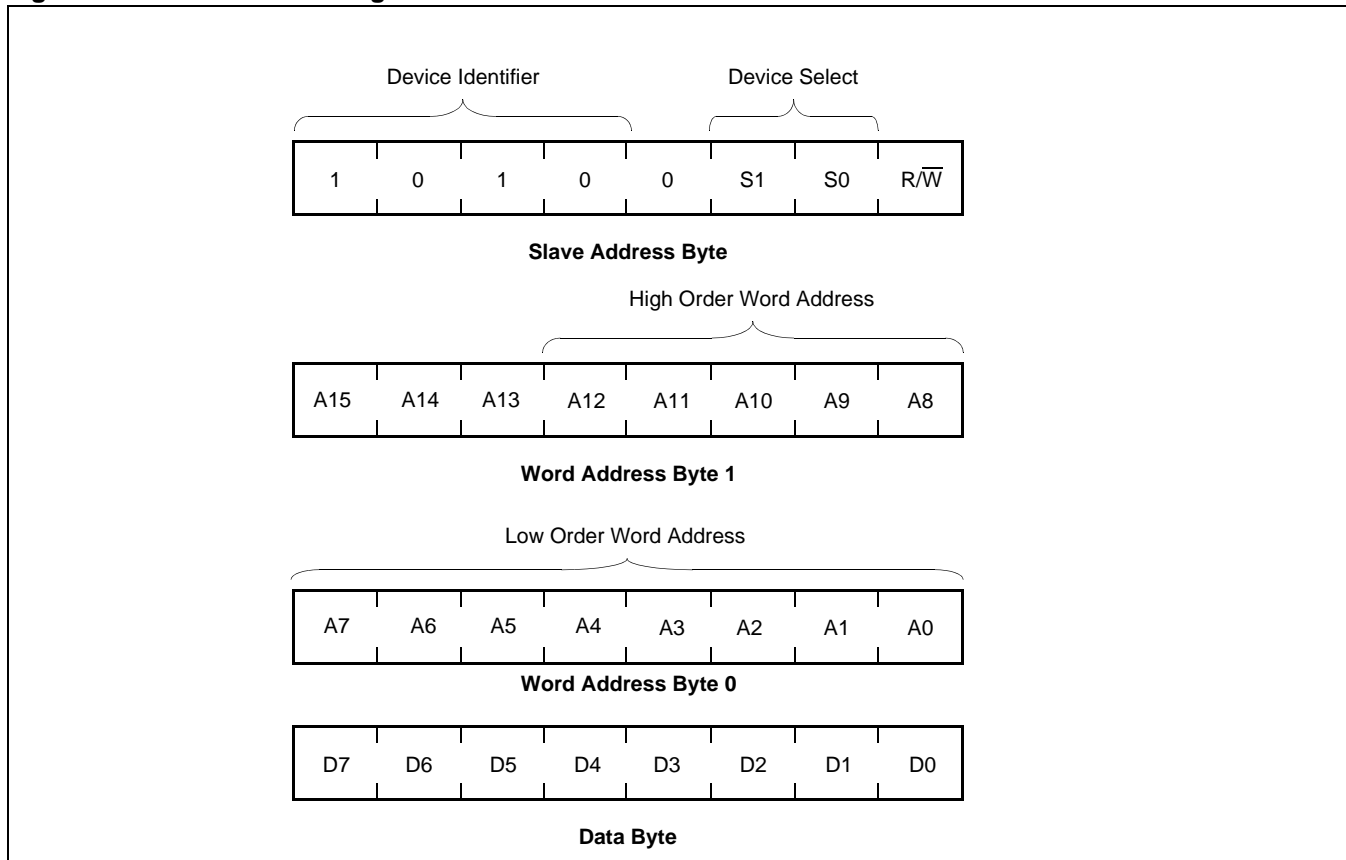 Device Identifier Device Select
1 0 1 0 0 S1 S0 R/W̅
Slave Address Byte
High Order Word Address
A15 A14 A13 A12 A11 A10 A9 A8
Word Address Byte 1
Low Order Word Address
A7 A6 A5 A4 A3 A2 A1 A0
Word Address Byte 0
D7 D6 D5 D4 D3 D2 D1 D0
Data Byte